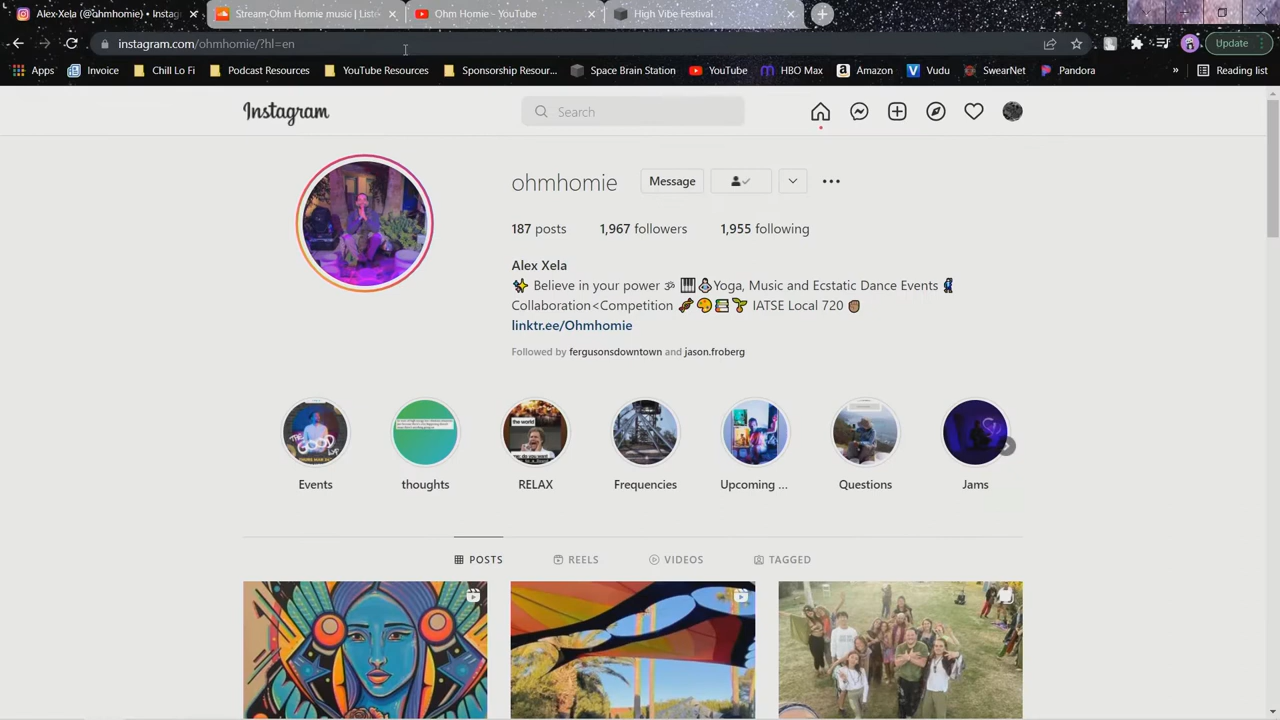 Alex-Xela (@ohmhomie) • Instag
Stream-Ohm Homie music | Liste
Ohm Homie - YouTube
High Vibe Festival
instagram.com/ohmhomie/?hl=en
Update
Apps
Invoice
Chill Lo Fi
Podcast Resources
YouTube Resources
Sponsorship Resour...
Space Brain Station
YouTube
HBO Max
Amazon
Vudu
SwearNet
Pandora
»
Reading list
Instagram
Search
ohmhomie
Message
187 posts 1,967 followers 1,955 following
Alex Xela
✨ Believe in your power 🕉 🎹 Yoga, Music and Ecstatic Dance Events
Collaboration<Competition IATSE Local 720
linktr.ee/Ohmhomie
Followed by fergusonsdowntown and jason.froberg
THE GOOD
the world
Events
thoughts
RELAX
Frequencies
Upcoming ...
Questions
Jams
POSTS
REELS
VIDEOS
TAGGED